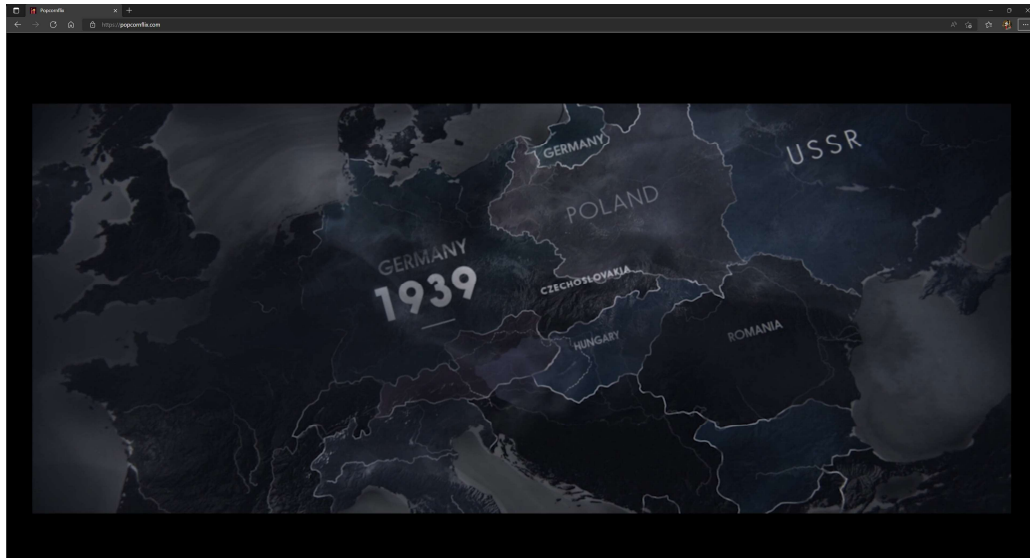 Popcornflix
https://popcornflix.com
GERMANY
USSR
POLAND
GERMANY
1939
CZECHOSLOVAKIA
HUNGARY
ROMANIA